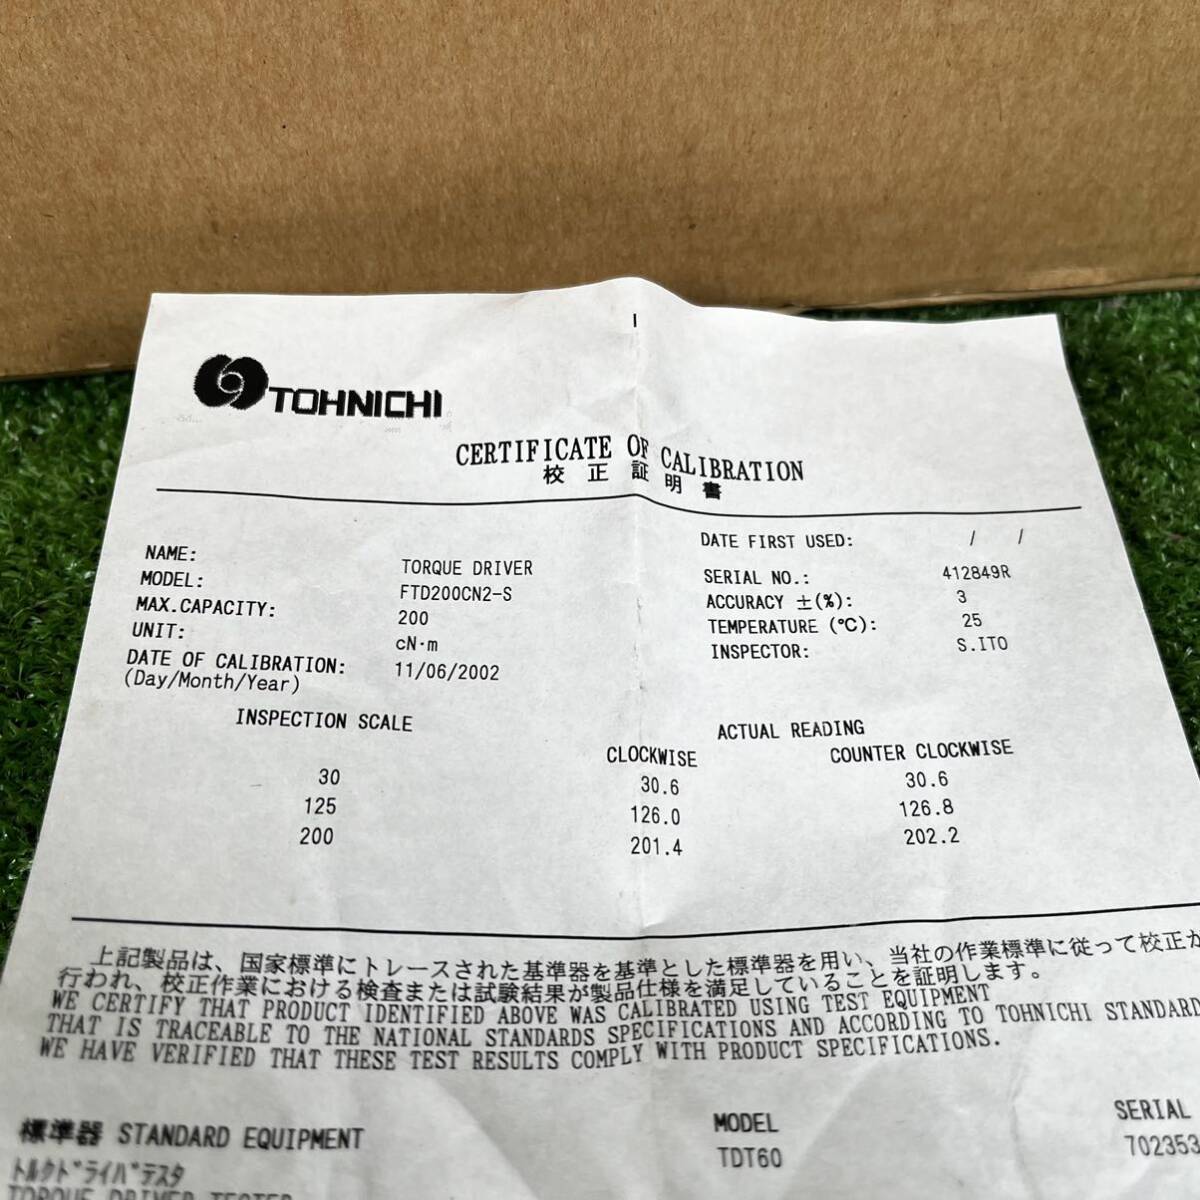 TOHNICHI
CERTIFICATE OF CALIBRATION
校正証明書
NAME: TORQUE DRIVER
MODEL: FTD200CN2-S
MAX.CAPACITY: 200
UNIT: cN·m
DATE OF CALIBRATION: 11/06/2002
(Day/Month/Year)
DATE FIRST USED: / /
SERIAL NO.: 412849R
ACCURACY ±(%): 3
TEMPERATURE (℃): 25
INSPECTOR: S.ITO
INSPECTION SCALE ACTUAL READING
CLOCKWISE COUNTER CLOCKWISE
30 30.6 30.6
125 126.0 126.8
200 201.4 202.2
上記製品は、国家標準にトレースされた基準器を基準とした標準器を用い、当社の作業標準に従って校正が
行われ、校正作業における検査または試験結果が製品仕様を満足していることを証明します。
WE CERTIFY THAT PRODUCT IDENTIFIED ABOVE WAS CALIBRATED USING TEST EQUIPMENT
THAT IS TRACEABLE TO THE NATIONAL STANDARDS SPECIFICATIONS AND ACCORDING TO TOHNICHI STANDARD
WE HAVE VERIFIED THAT THESE TEST RESULTS COMPLY WITH PRODUCT SPECIFICATIONS.
標準器 STANDARD EQUIPMENT MODEL SERIAL
トルクドライバテスタ TDT60 702353
TORQUE DRIVER TESTER